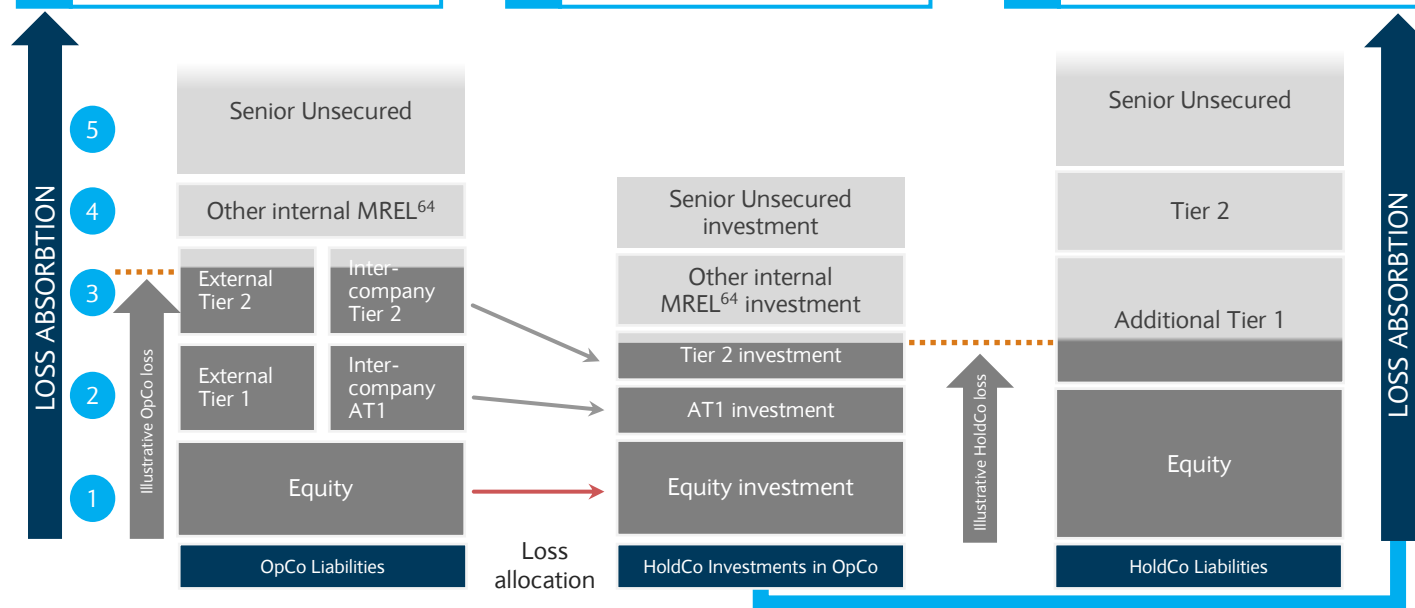 LOSS ABSORBTION
5
4
3
2
1
Illustrative OpCo loss
Senior Unsecured
Other internal MREL64
External
Tier 2
Inter-
company
Tier 2
External
Tier 1
Inter-
company
AT1
Equity
OpCo Liabilities
Loss
allocation
Senior Unsecured
investment
Other internal
MREL64 investment
Tier 2 investment
AT1 investment
Equity investment
HoldCo Investments in OpCo
Illustrative HoldCo loss
Senior Unsecured
Tier 2
Additional Tier 1
Equity
HoldCo Liabilities
LOSS ABSORBTION